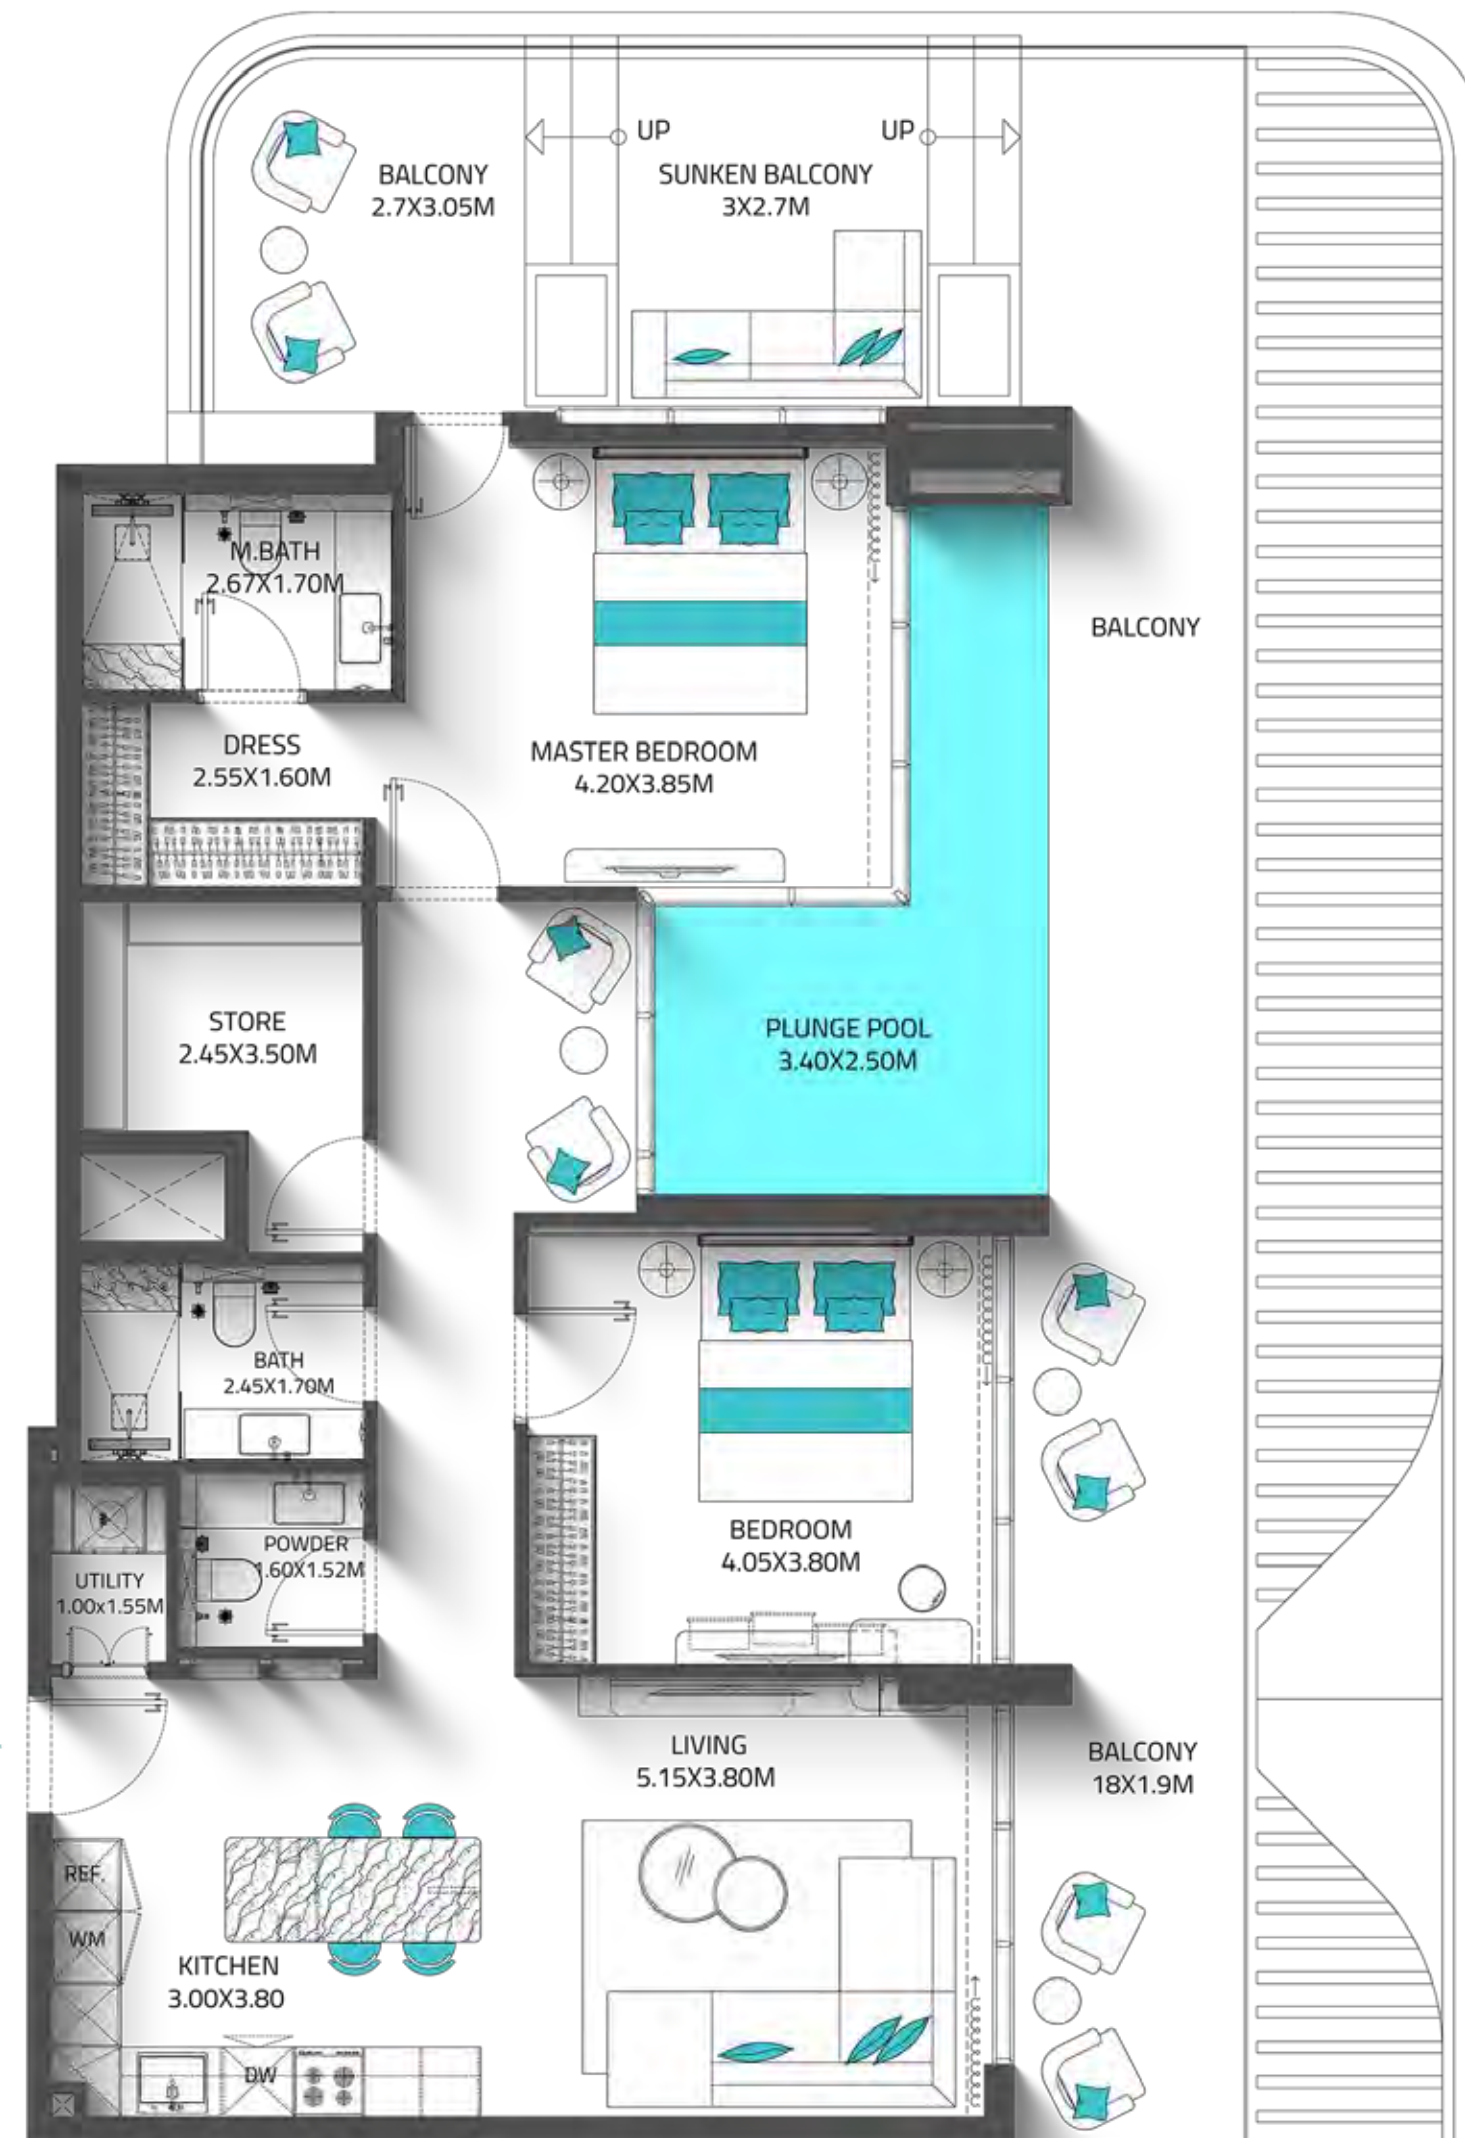 UP
UP
BALCONY
2.7X3.05M
SUNKEN BALCONY
3X2.7M
M.BATH
2.67X1.70M
BALCONY
DRESS
2.55X1.60M
MASTER BEDROOM
4.20X3.85M
STORE
2.45X3.50M
PLUNGE POOL
3.40X2.50M
BATH
2.45X1.70M
BEDROOM
4.05X3.80M
POWDER
1.60X1.52M
UTILITY
1.00x1.55M
LIVING
5.15X3.80M
BALCONY
18X1.9M
REF.
WM
KITCHEN
3.00X3.80
DW